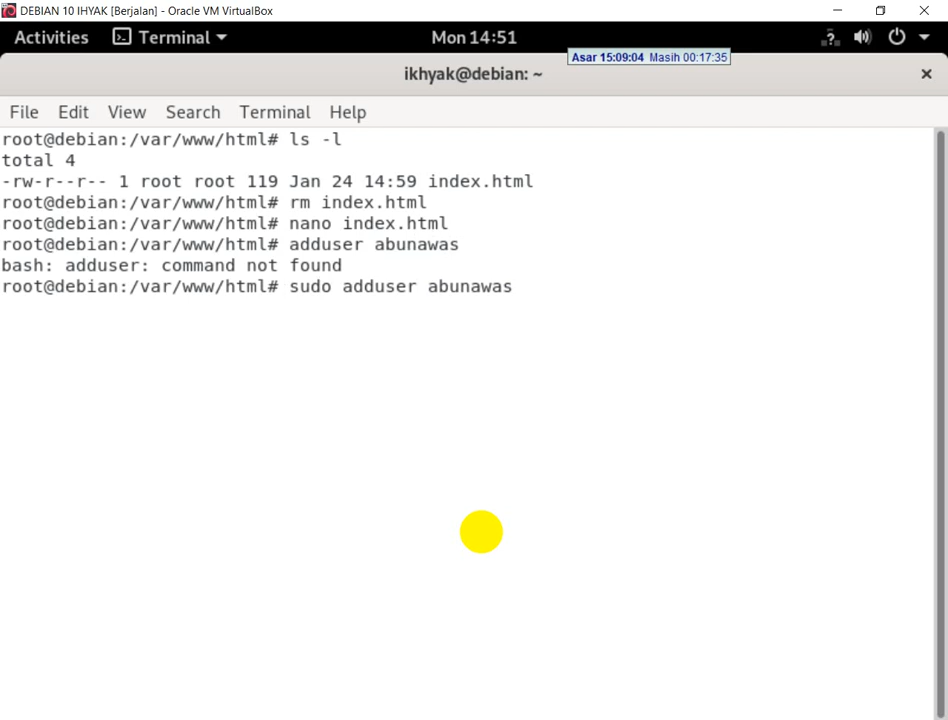 DEBIAN 10 IHYAK [Berjalan] - Oracle VM VirtualBox
Activities Terminal Mon 14:51
Asar 15:09:04 Masih 00:17:35
ikhyak@debian: ~
File Edit View Search Terminal Help
root@debian:/var/www/html# ls -l
total 4
-rw-r--r-- 1 root root 119 Jan 24 14:59 index.html
root@debian:/var/www/html# rm index.html
root@debian:/var/www/html# nano index.html
root@debian:/var/www/html# adduser abunawas
bash: adduser: command not found
root@debian:/var/www/html# sudo adduser abunawas